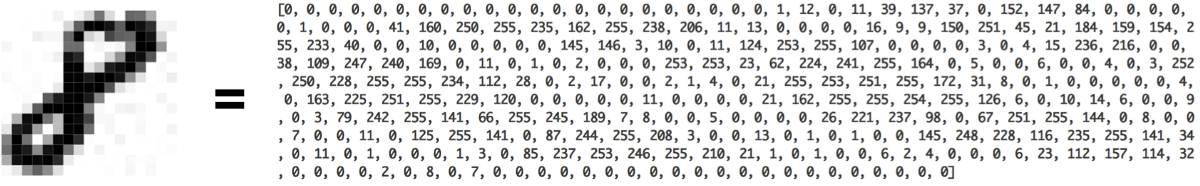 =
[0, 0, 0, 0, 0, 0, 0, 0, 0, 0, 0, 0, 0, 0, 0, 0, 0, 0, 0, 0, 0, 0, 1, 12, 0, 11, 39, 137, 37, 0, 152, 147, 84, 0, 0, 0, 0,
0, 1, 0, 0, 0, 41, 160, 250, 255, 235, 162, 255, 238, 206, 11, 13, 0, 0, 0, 0, 16, 9, 9, 150, 251, 45, 21, 184, 159, 154, 2
55, 233, 40, 0, 0, 10, 0, 0, 0, 0, 0, 0, 145, 146, 3, 10, 0, 11, 124, 253, 255, 107, 0, 0, 0, 0, 3, 0, 4, 15, 236, 216, 0, 0,
38, 109, 247, 240, 169, 0, 11, 0, 1, 0, 2, 0, 0, 0, 253, 253, 23, 62, 224, 241, 255, 164, 0, 5, 0, 0, 6, 0, 0, 4, 0, 3, 252
, 250, 228, 255, 255, 234, 112, 28, 0, 2, 17, 0, 0, 2, 1, 4, 0, 21, 255, 253, 251, 255, 172, 31, 8, 0, 1, 0, 0, 0, 0, 0, 4,
0, 163, 225, 251, 255, 229, 120, 0, 0, 0, 0, 0, 11, 0, 0, 0, 0, 21, 162, 255, 255, 254, 255, 126, 6, 0, 10, 14, 6, 0, 0, 9
, 0, 3, 79, 242, 255, 141, 66, 255, 245, 189, 7, 8, 0, 0, 5, 0, 0, 0, 0, 26, 221, 237, 98, 0, 67, 251, 255, 144, 0, 8, 0, 0
, 7, 0, 0, 11, 0, 125, 255, 141, 0, 87, 244, 255, 208, 3, 0, 0, 13, 0, 1, 0, 1, 0, 0, 145, 248, 228, 116, 235, 255, 141, 34
, 0, 11, 0, 1, 0, 0, 0, 1, 3, 0, 85, 237, 253, 246, 255, 210, 21, 1, 0, 1, 0, 0, 6, 2, 4, 0, 0, 0, 6, 23, 112, 157, 114, 32
, 0, 0, 0, 0, 2, 0, 8, 0, 7, 0, 0, 0, 0, 0, 0, 0, 0, 0, 0, 0, 0, 0, 0, 0, 0, 0, 0, 0, 0, 0]